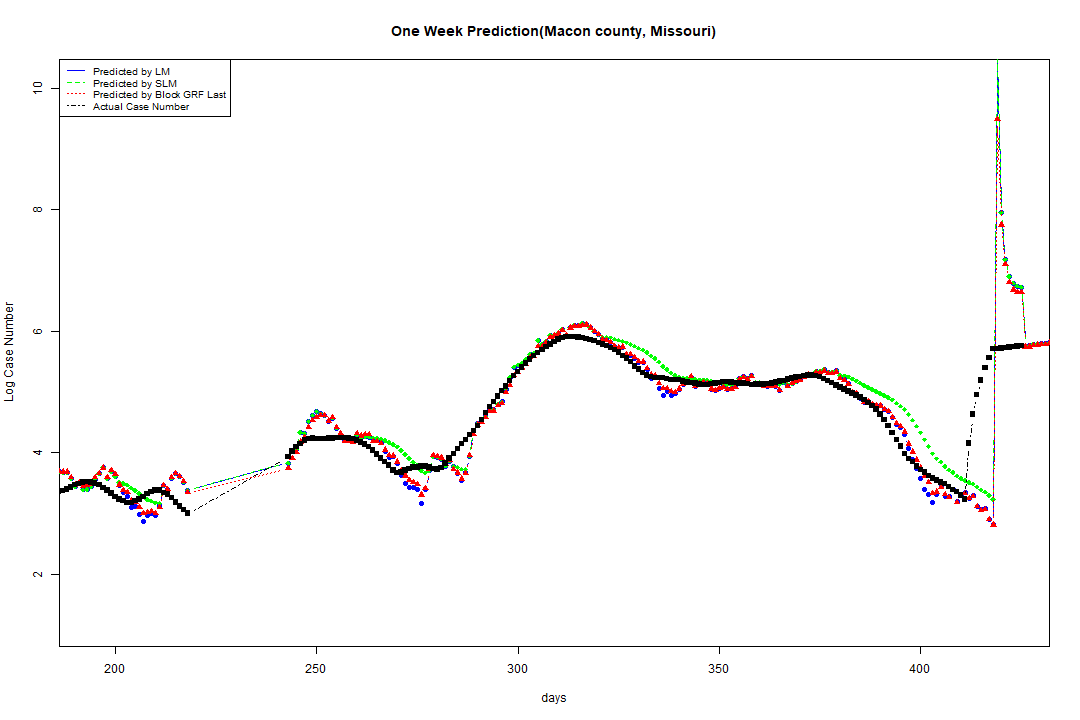 One Week Prediction(Macon county, Missouri)
Predicted by LM
Predicted by SLM
Predicted by Block GRF Last
Actual Case Number
10
8
6
4
2
Log Case Number
200 250 300 350 400
days